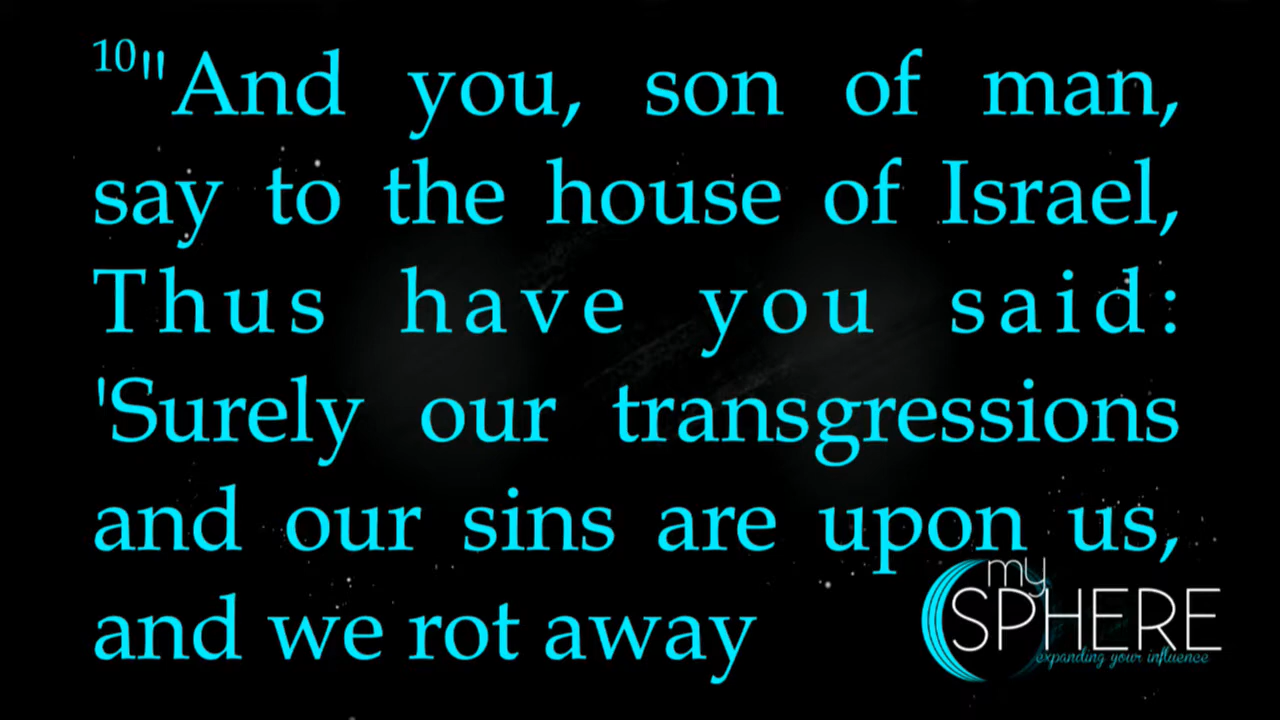 10"And you, son of man,
say to the house of Israel,
Thus have you said:
'Surely our transgressions
and our sins are upon us,
and we rot away
my
SPHERE
expanding your influence